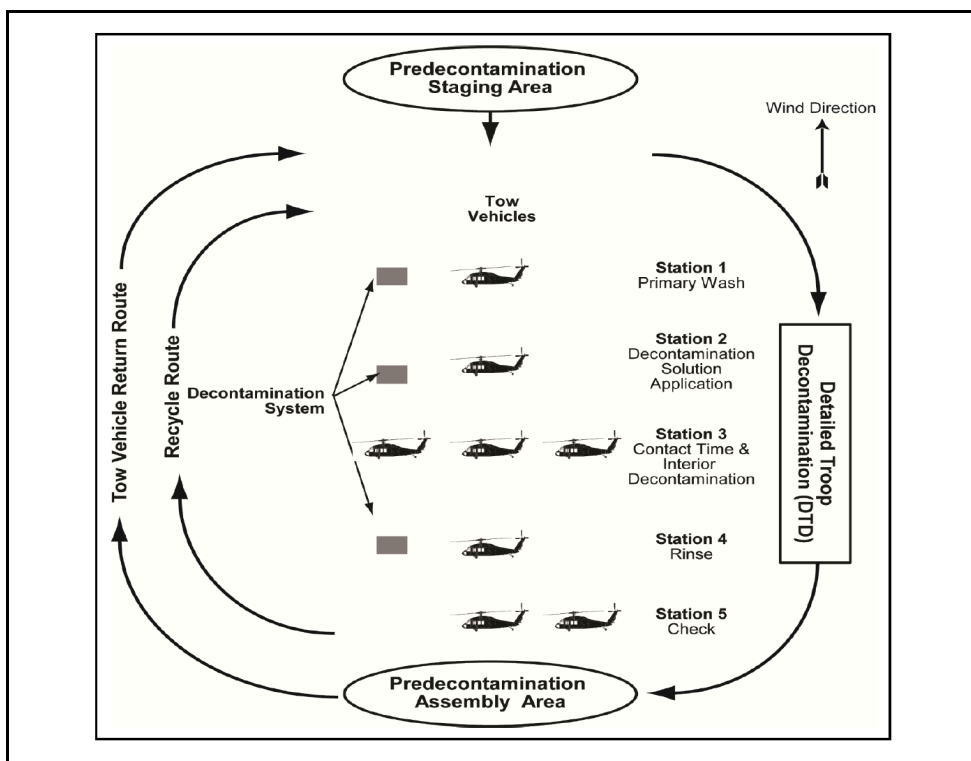 Predecontamination
Staging Area
Wind Direction
Tow
Vehicles
Station 1
Primary Wash
Station 2
Decontamination
Solution
Application
Decontamination
System
Station 3
Contact Time &
Interior
Decontamination
Station 4
Rinse
Station 5
Check
Predecontamination
Assembly Area
Tow Vehicle Return Route
Recycle Route
Detailed Troop
Decontamination (DTD)